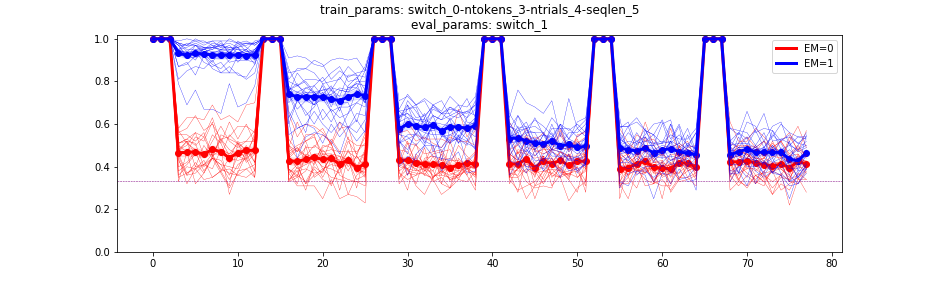 train_params: switch_0-ntokens_3-ntrials_4-seqlen_5
eval_params: switch_1
1.0
0.8
0.6
0.4
0.2
0.0
EM=0
EM=1
0 10 20 30 40 50 60 70 80